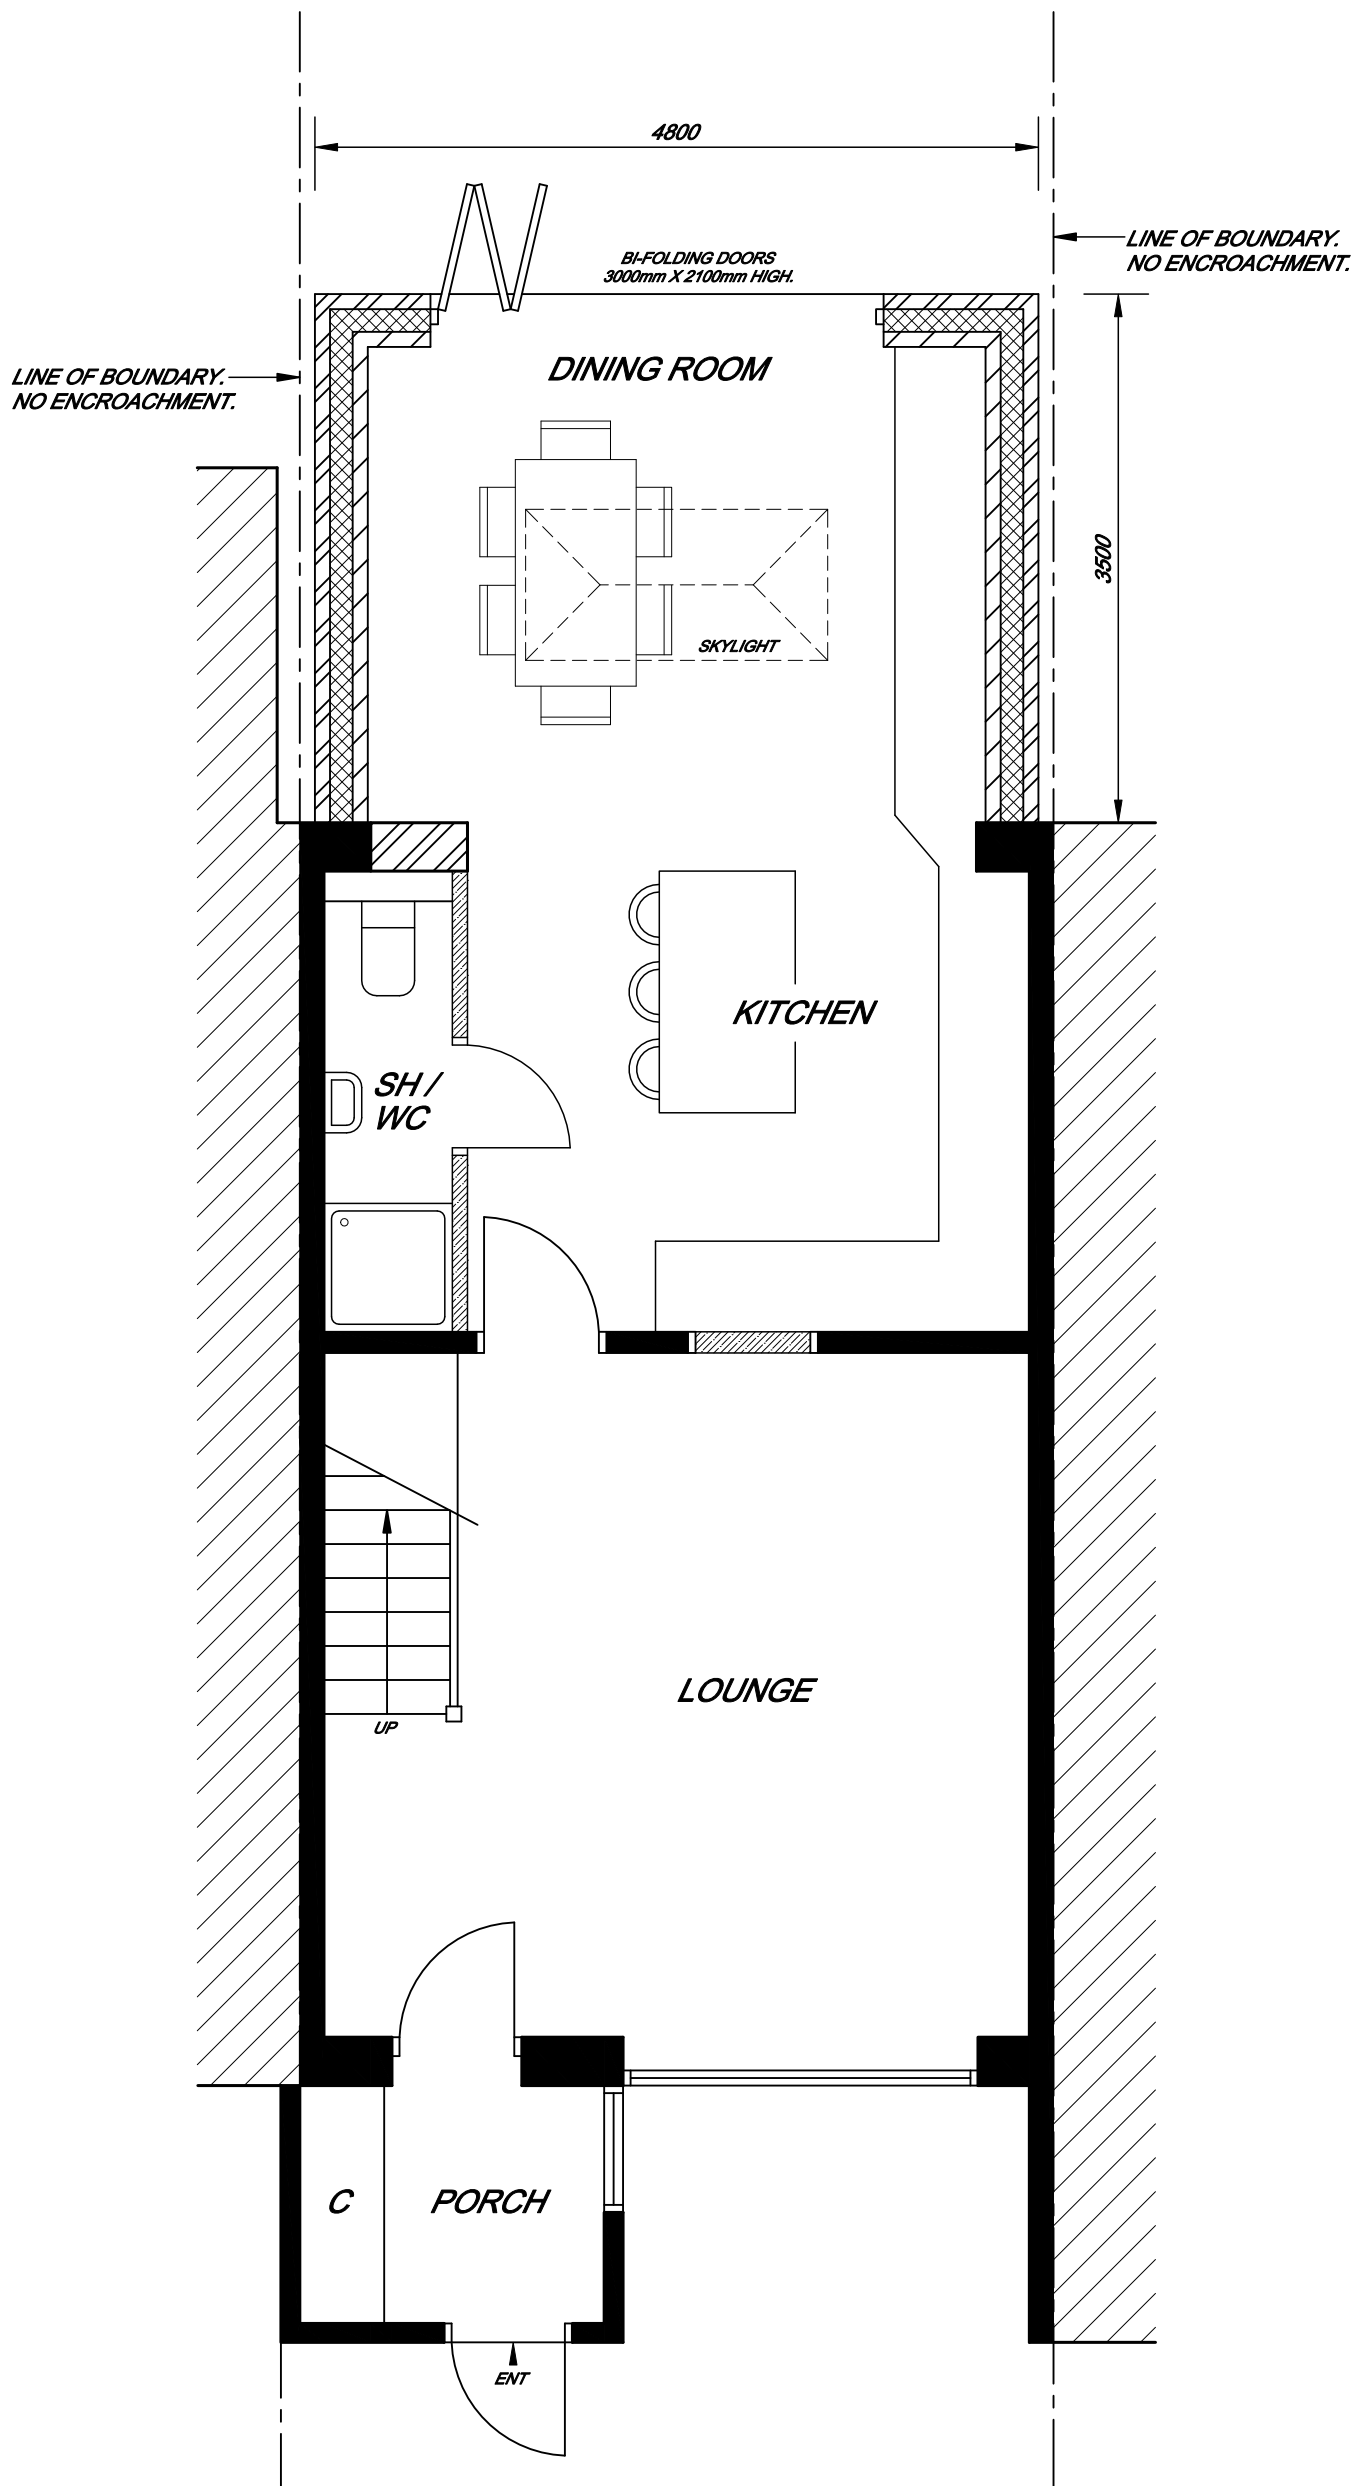 4800
LINE OF BOUNDARY.
NO ENCROACHMENT.
BI-FOLDING DOORS
3000mm X 2100mm HIGH.
DINING ROOM
LINE OF BOUNDARY.
NO ENCROACHMENT.
3500
SKYLIGHT
KITCHEN
SH /
WC
LOUNGE
UP
C
PORCH
ENT